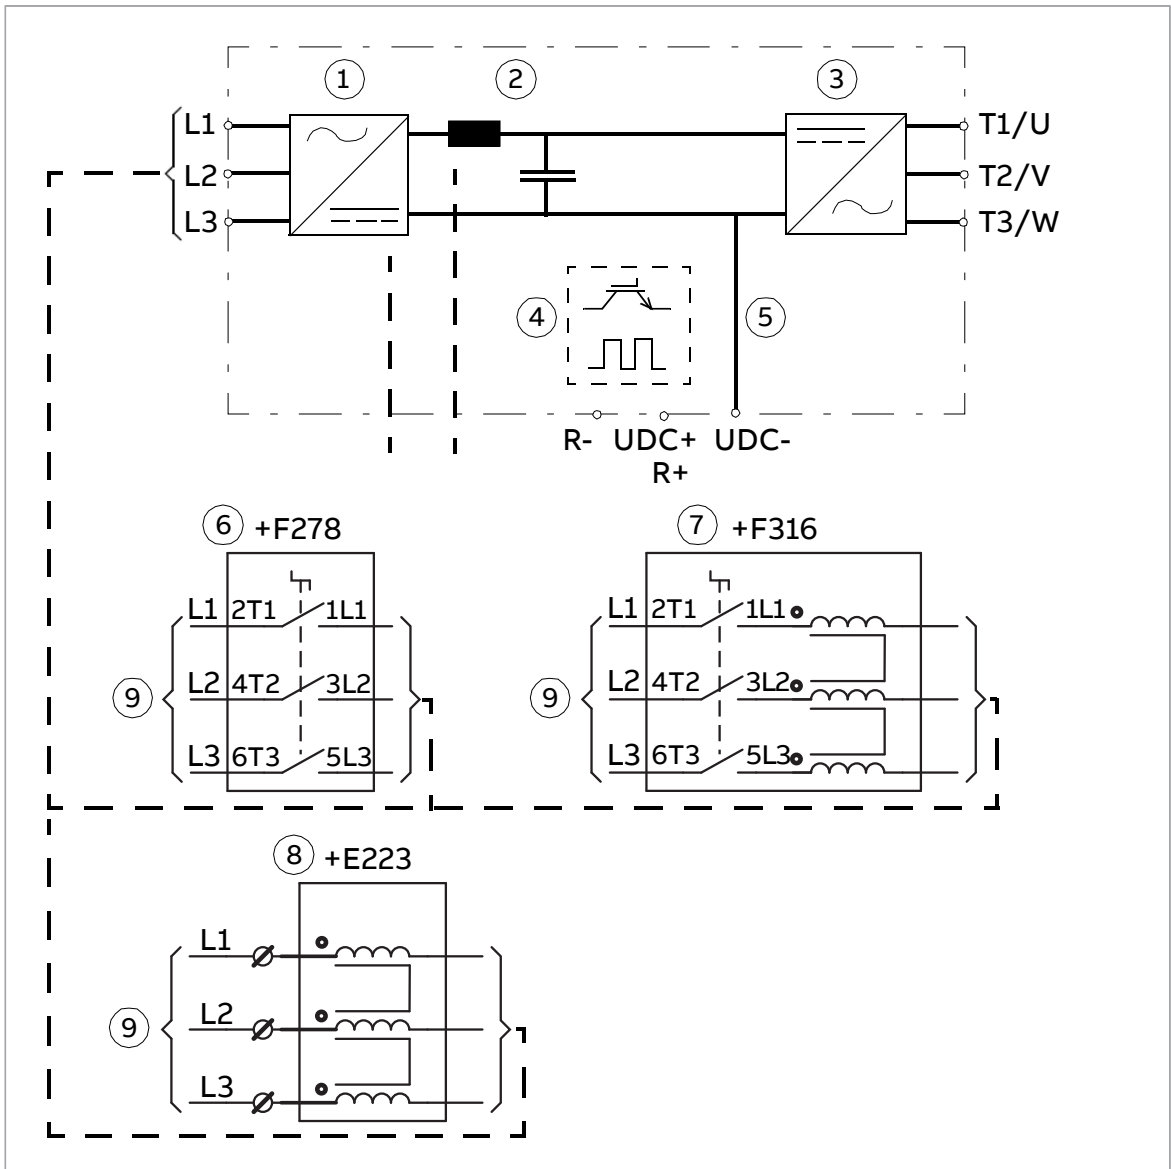 1 2 3
L1 T1/U
L2 T2/V
L3 T3/W
4 5
R- UDC+ UDC-
R+
6 +F278 7 +F316
L1 2T1 1L1 L1 2T1 1L1
9 L2 4T2 3L2 9 L2 4T2 3L2
L3 6T3 5L3 L3 6T3 5L3
8 +E223
L1
9 L2
L3